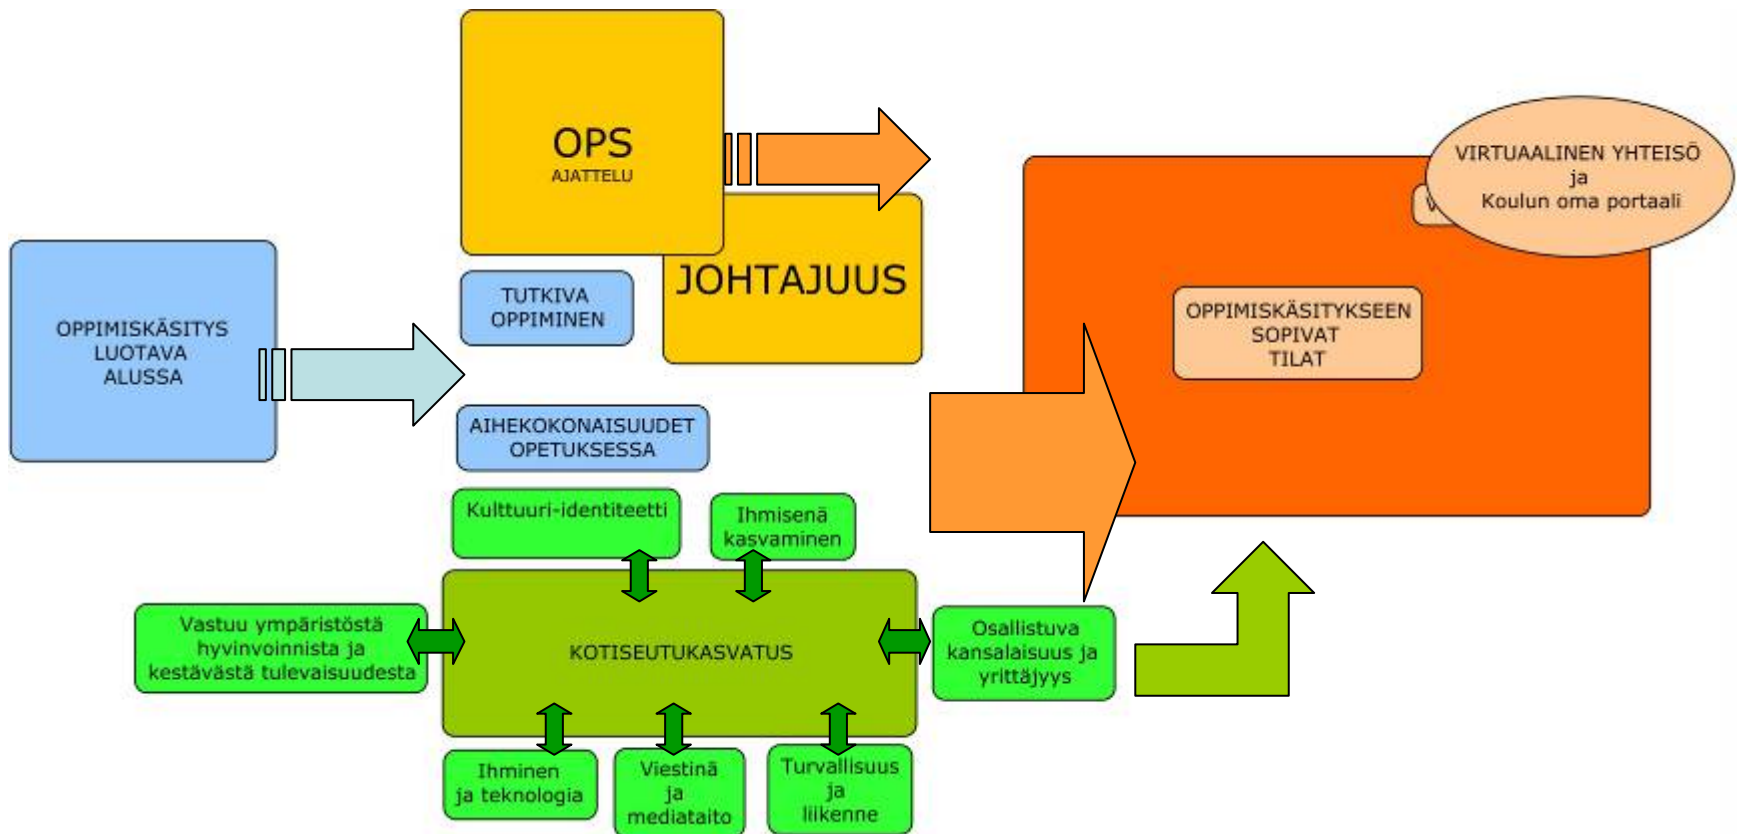 OPS
AJATTELU
JOHTAJUUS
OPPIMISKÄSITYS
LUOTAVA
ALUSSA
TUTKIVA
OPPIMINEN
AIHEKOKONAISUUDET
OPETUKSESSA
VIRTUAALINEN YHTEISÖ
ja
Koulun oma portaali
OPPIMISKÄSITYKSEEN
SOPIVAT
TILAT
Kulttuuri-identiteetti
Ihmisenä
kasvaminen
Vastuu ympäristöstä
hyvinvoinnista ja
kestävästä tulevaisuudesta
KOTISEUTUKASVATUS
Osallistuva
kansalaisuus ja
yrittäjyys
Ihminen
ja teknologia
Viestinä
ja
mediataito
Turvallisuus
ja
liikenne